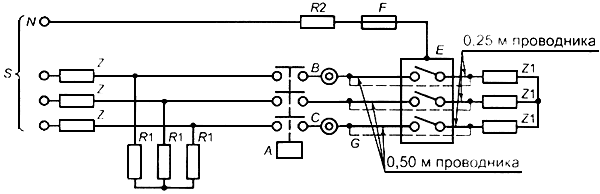 N
R2
F
E
0,25 м проводника
S
Z
B
Z1
Z
Z1
Z
R1
R1
R1
C
Z1
A
G
0,50 м проводника